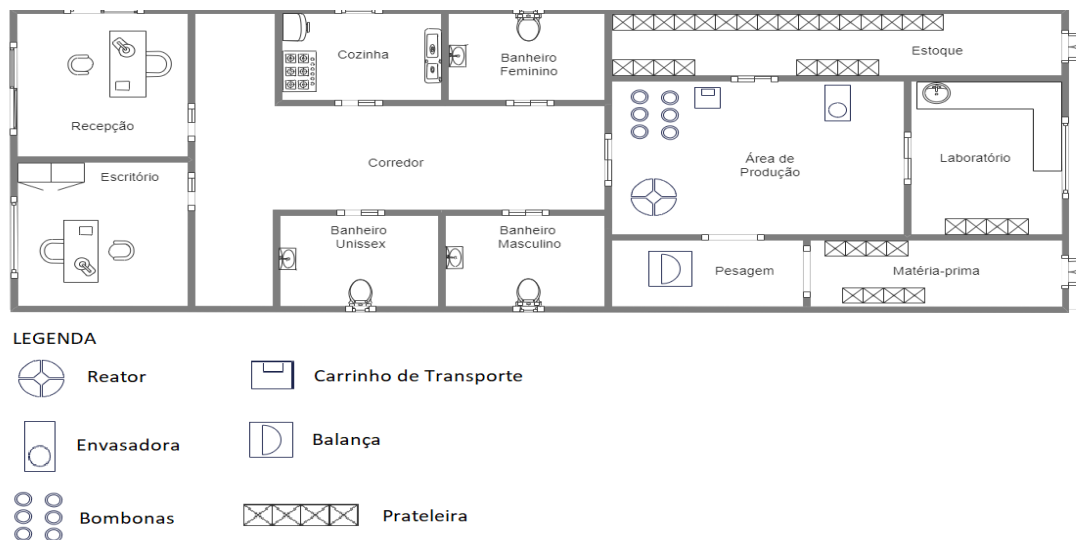 Cozinha
Banheiro
Feminino
Estoque
Recepção
Corredor
Área de
Produção
Laboratório
Escritório
Banheiro
Unissex
Banheiro
Masculino
Pesagem
Matéria-prima
LEGENDA
Reator
Carrinho de Transporte
Envasadora
Balança
Bombonas
Prateleira